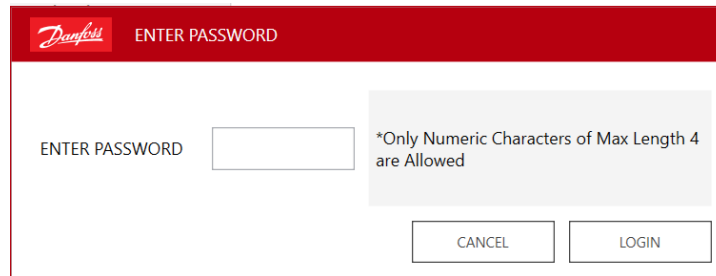 Danfoss ENTER PASSWORD
ENTER PASSWORD
*Only Numeric Characters of Max Length 4
are Allowed
CANCEL LOGIN